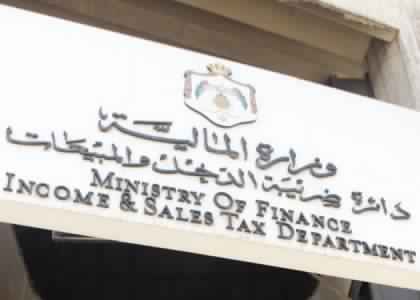 وزارة المالية
دائرة ضريبة الدخل والمبيعات
MINISTRY OF FINANCE
INCOME & SALES TAX DEPARTMENT